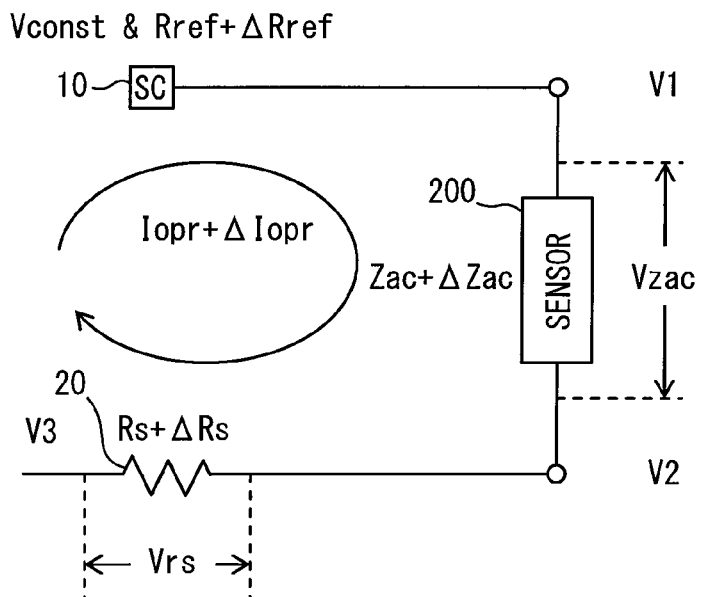 Vconst & Rref+ΔRref
10 SC V1
200
Iopr+ΔIopr
Zac+ΔZac SENSOR Vzac
20
V3 Rs+ΔRs V2
Vrs